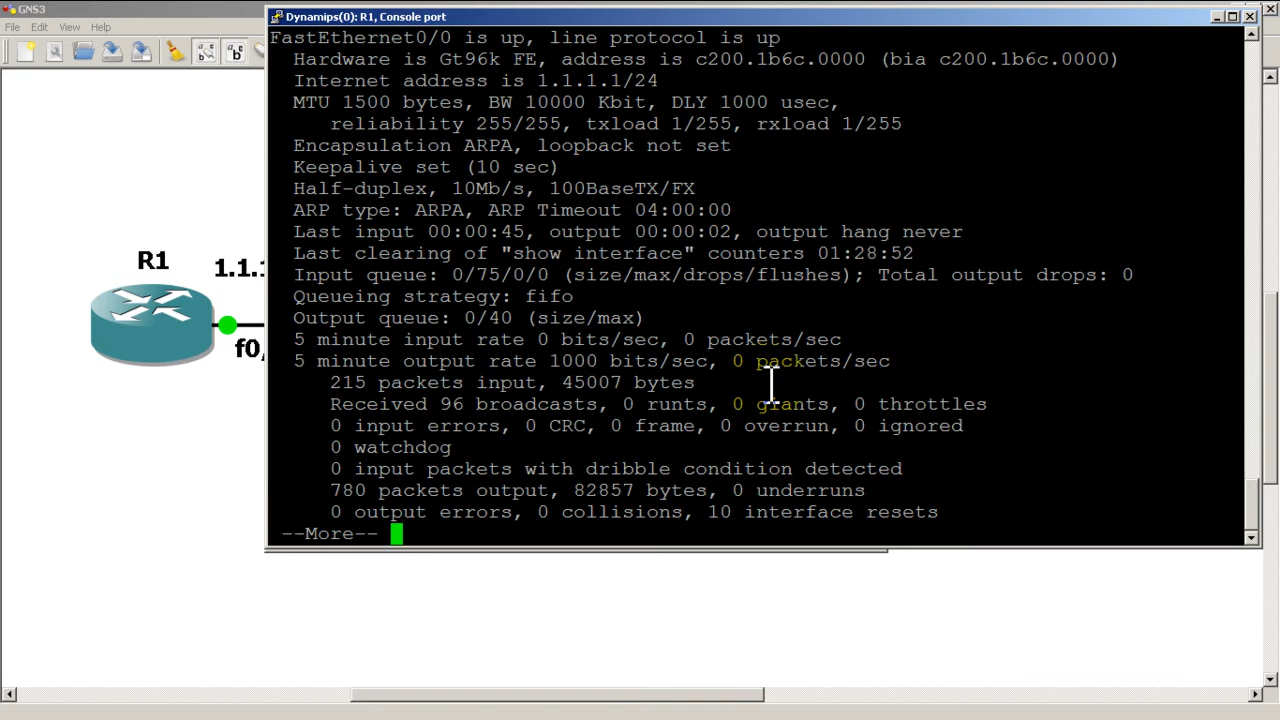 GNS3
File Edit View Help
Dynamips(0): R1, Console port
FastEthernet0/0 is up, line protocol is up
Hardware is Gt96k FE, address is c200.1b6c.0000 (bia c200.1b6c.0000)
Internet address is 1.1.1.1/24
MTU 1500 bytes, BW 10000 Kbit, DLY 1000 usec,
reliability 255/255, txload 1/255, rxload 1/255
Encapsulation ARPA, loopback not set
Keepalive set (10 sec)
Half-duplex, 10Mb/s, 100BaseTX/FX
ARP type: ARPA, ARP Timeout 04:00:00
Last input 00:00:45, output 00:00:02, output hang never
Last clearing of "show interface" counters 01:28:52
Input queue: 0/75/0/0 (size/max/drops/flushes); Total output drops: 0
Queueing strategy: fifo
Output queue: 0/40 (size/max)
5 minute input rate 0 bits/sec, 0 packets/sec
5 minute output rate 1000 bits/sec, 0 packets/sec
215 packets input, 45007 bytes
Received 96 broadcasts, 0 runts, 0 giants, 0 throttles
0 input errors, 0 CRC, 0 frame, 0 overrun, 0 ignored
0 watchdog
0 input packets with dribble condition detected
780 packets output, 82857 bytes, 0 underruns
0 output errors, 0 collisions, 10 interface resets
--More--
R1
1.1.1
f0/